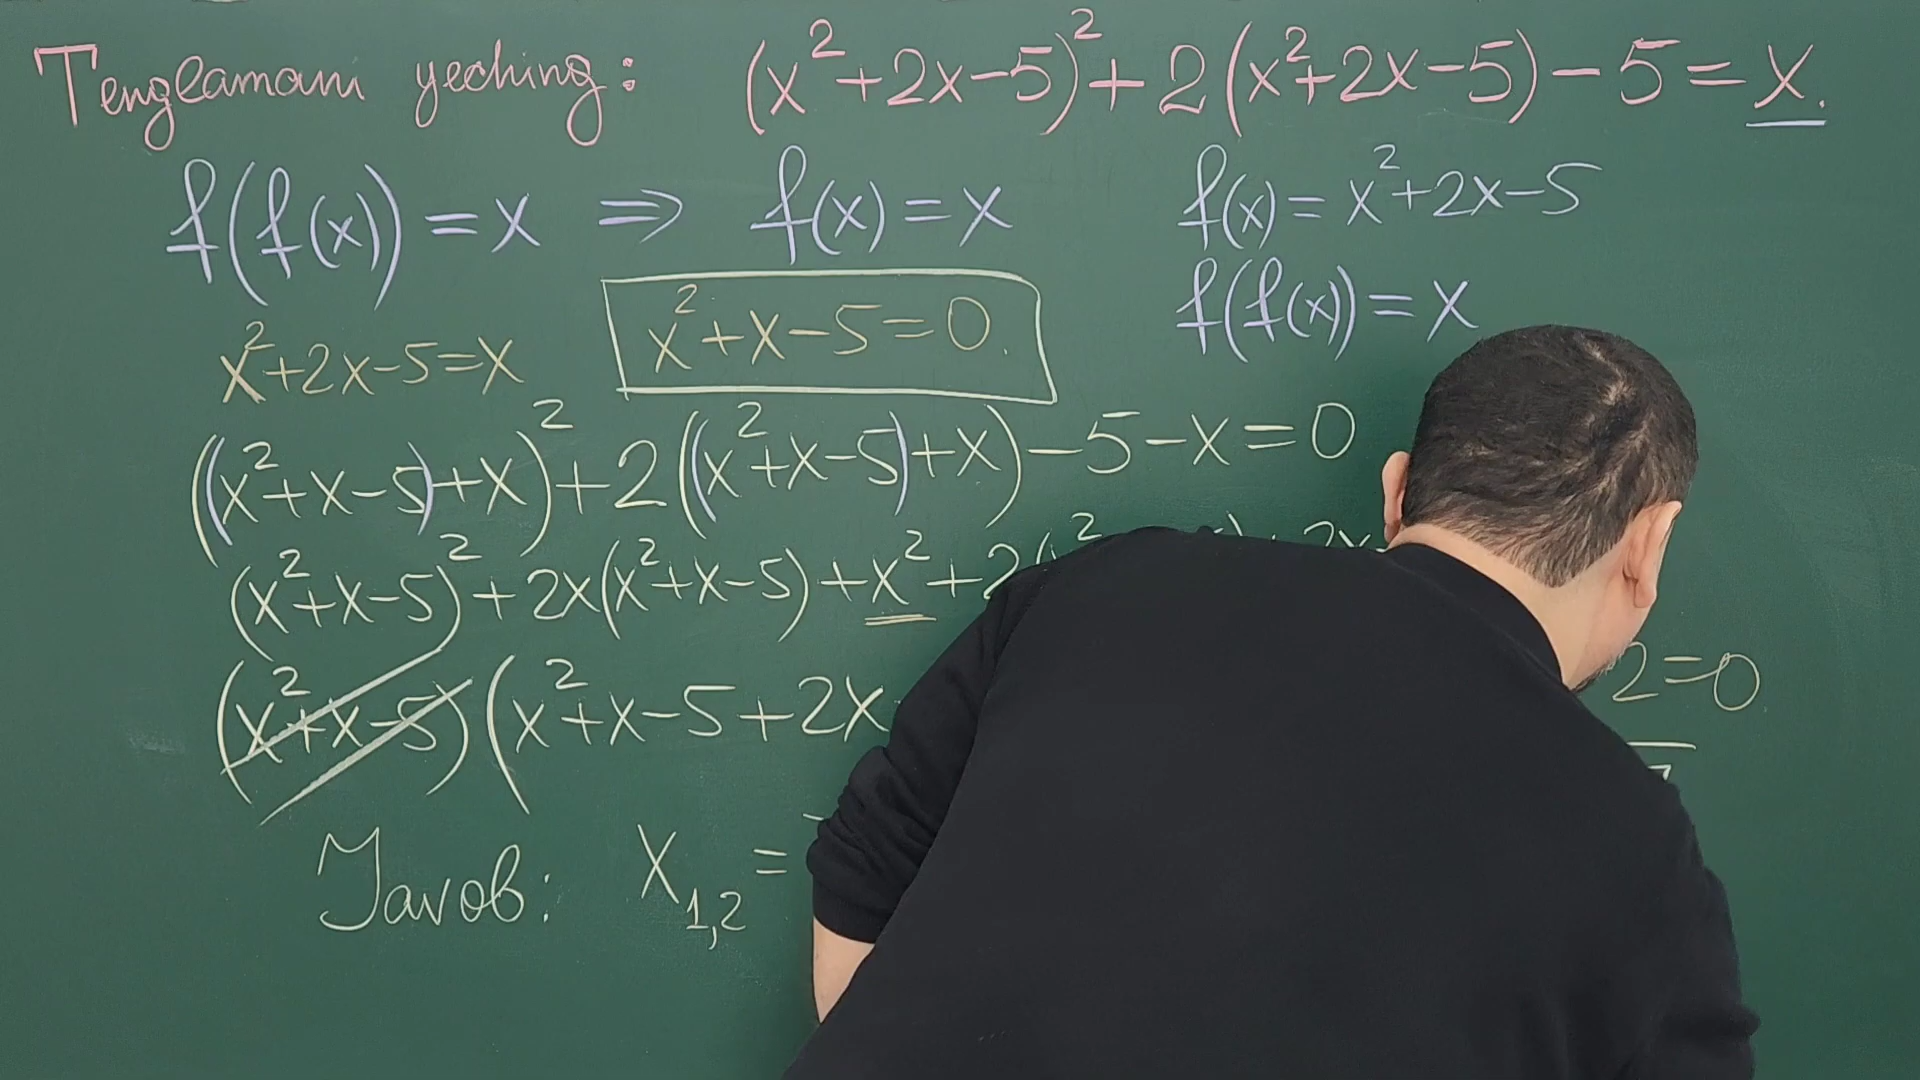 Tenglamani yeching: (x²+2x-5)²+2(x²+2x-5)-5=x.
f(f(x))=x ⇒ f(x)=x
f(x)=x²+2x-5
f(f(x))=x
x²+2x-5=x
x²+x-5=0.
((x²+x-5)+x)²+2((x²+x-5)+x)-5-x=0
(x²+x-5)²+2x(x²+x-5)+x²+2
(x²+x-5)(x²+x-5+2x
2=0
Javob: x₁,₂=